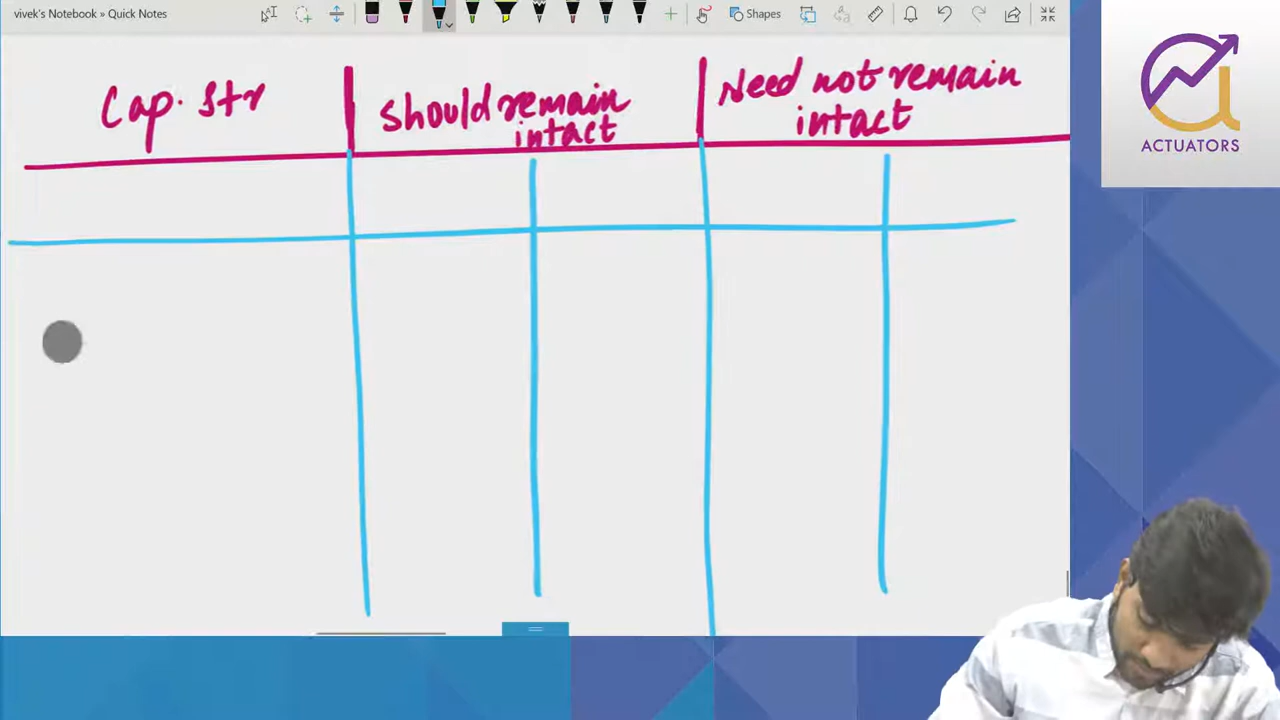 vivek's Notebook » Quick Notes
Shapes
Cap. Str
Should remain
intact
Need not remain
intact
ACTUATORS